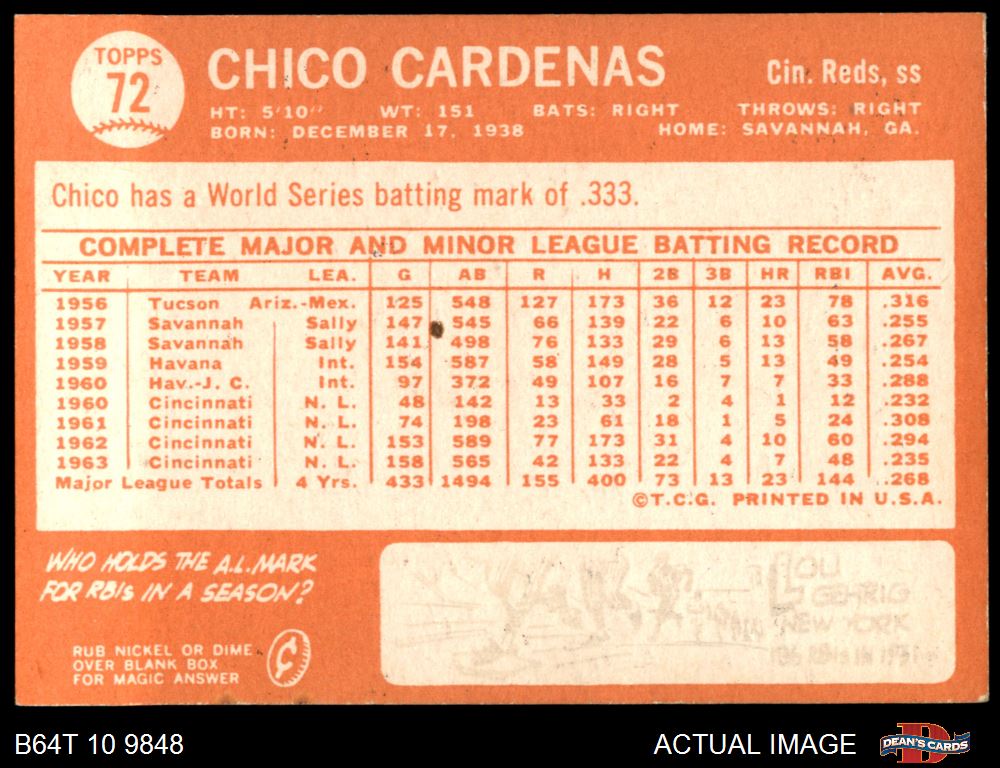 TOPPS
72
CHICO CARDENAS
Cin. Reds, ss
HT: 5'10" WT: 151 BATS: RIGHT THROWS: RIGHT
BORN: DECEMBER 17, 1938 HOME: SAVANNAH, GA.
Chico has a World Series batting mark of .333.
COMPLETE MAJOR AND MINOR LEAGUE BATTING RECORD
YEAR TEAM LEA. G AB R H 2B 3B HR RBI AVG.
1956 Tucson Ariz.-Mex. 125 548 127 173 36 12 23 78 .316
1957 Savannah Sally 147 545 66 139 22 6 10 63 .255
1958 Savannah Sally 141 498 76 133 29 6 13 58 .267
1959 Havana Int. 154 587 58 149 28 5 13 49 .254
1960 Hav.-J. C. Int. 97 372 49 107 16 7 7 33 .288
1960 Cincinnati N. L. 48 142 13 33 2 4 1 12 .232
1961 Cincinnati N. L. 74 198 23 61 18 1 5 24 .308
1962 Cincinnati N. L. 153 589 77 173 31 4 10 60 .294
1963 Cincinnati N. L. 158 565 42 133 22 4 7 48 .235
Major League Totals 4 Yrs. 433 1494 155 400 73 13 23 144 .268
©T.C.G. PRINTED IN U.S.A.
WHO HOLDS THE A.L. MARK
FOR RBIs IN A SEASON?
RUB NICKEL OR DIME
OVER BLANK BOX
FOR MAGIC ANSWER
¢
LOU
GEHRIG
NEW YORK
RBIs IN 1931
B64T 10 9848
ACTUAL IMAGE
D
DEAN'S CARDS